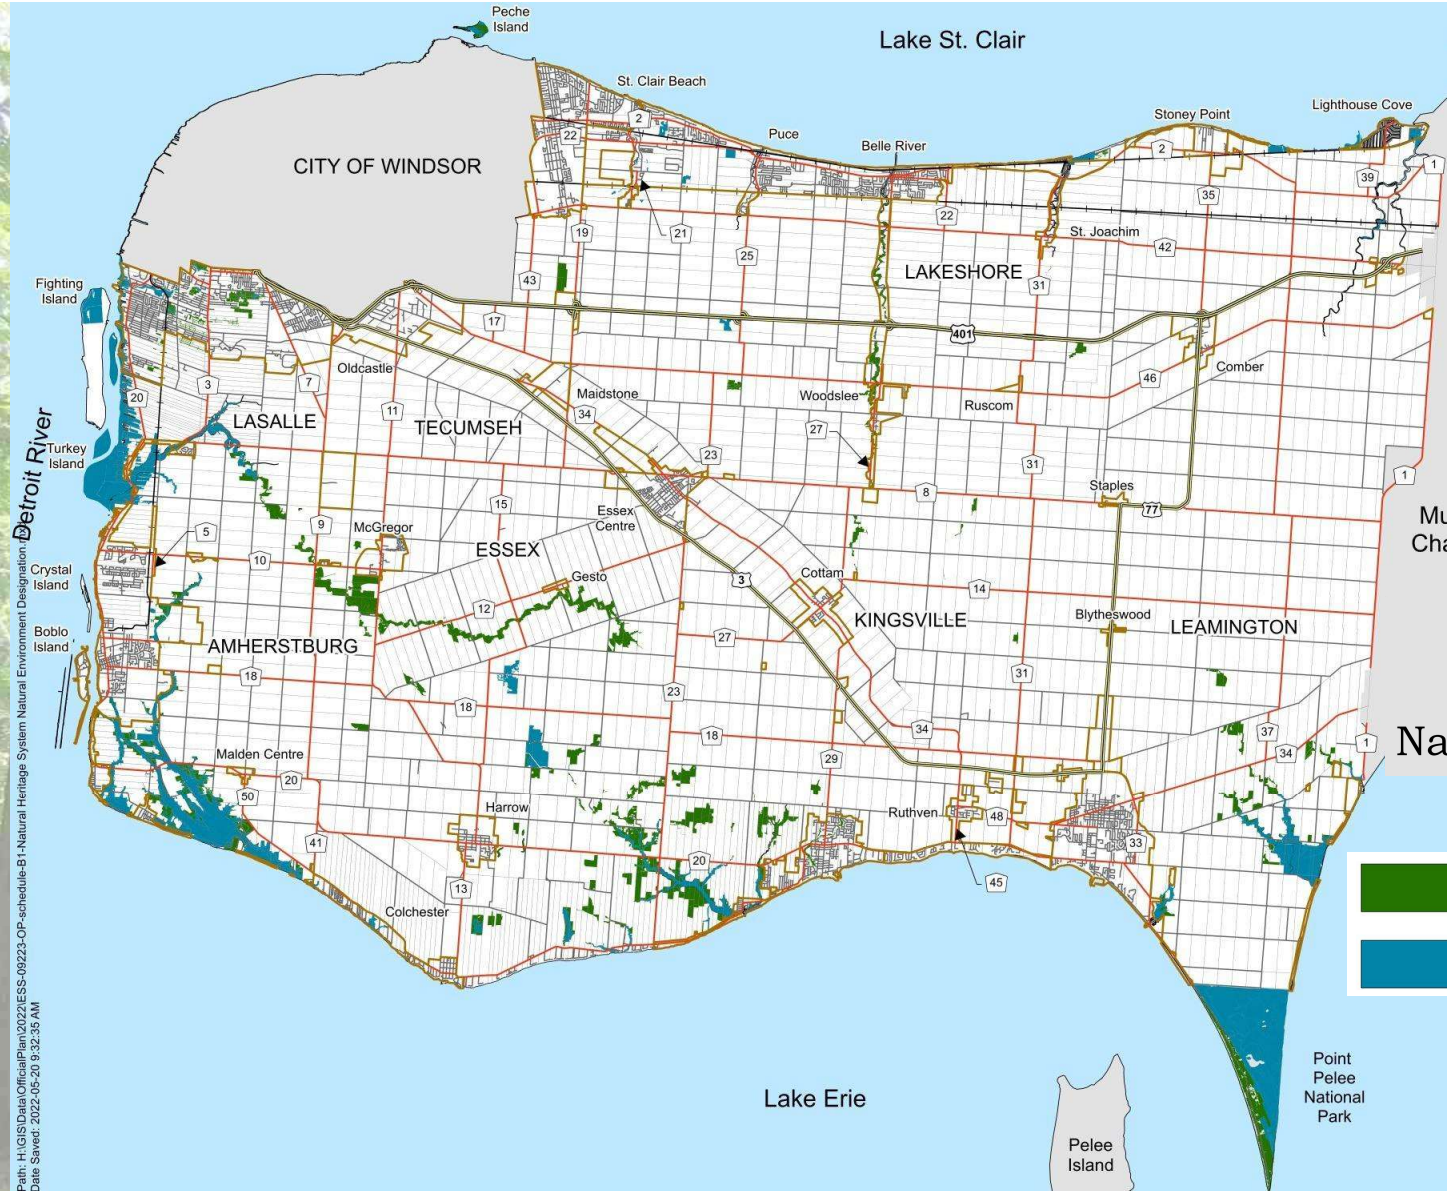 Peche
Island
Lake St. Clair
St. Clair Beach
2
22
Puce
Belle River
Stoney Point
Lighthouse Cove
2
1
CITY OF WINDSOR
39
35
22
19
21
St. Joachim
42
25
LAKESHORE
43
31
Fighting
Island
17
401
Oldcastle
Comber
3
7
46
20
Maidstone
Woodslee
Ruscom
11
34
LASALLE
TECUMSEH
27
Detroit River
Turkey
Island
23
31
1
8
Staples
15
77
Essex
Centre
9
McGregor
5
ESSEX
Mu
Cha
10
Crystal
Island
Gesto
3
Cottam
14
12
Blytheswood
KINGSVILLE
LEAMINGTON
Boblo
Island
27
AMHERSTBURG
18
31
23
18
34
37
18
34
1
Na
29
Malden Centre
20
50
Harrow
Ruthven
48
41
33
20
13
45
Colchester
Point
Pelee
National
Park
Lake Erie
Pelee
Island
Path: H:\GIS\Data\OfficialPlan\2022\ESS-09223-OP-schedule-B1-Natural Heritage System Natural Environment Designation.m
Date Saved: 2022-05-20 9:32:35 AM